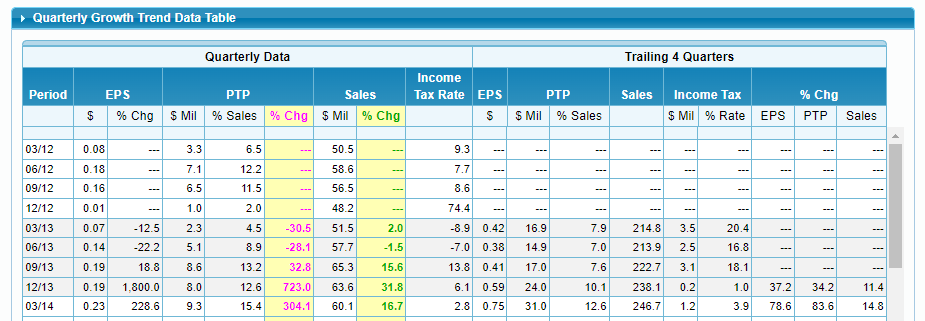 Quarterly Growth Trend Data Table
Quarterly Data Trailing 4 Quarters
Period EPS PTP Sales Income Tax Rate EPS PTP Sales Income Tax % Chg
$ % Chg $ Mil % Sales % Chg $ Mil % Chg $ $ Mil % Sales $ Mil % Rate EPS PTP Sales
03/12 0.08 --- 3.3 6.5 --- 50.5 --- 9.3 --- --- --- --- --- --- --- --- ---
06/12 0.18 --- 7.1 12.2 --- 58.6 --- 7.7 --- --- --- --- --- --- --- --- ---
09/12 0.16 --- 6.5 11.5 --- 56.5 --- 8.6 --- --- --- --- --- --- --- --- ---
12/12 0.01 --- 1.0 2.0 --- 48.2 --- 74.4 --- --- --- --- --- --- --- --- ---
03/13 0.07 -12.5 2.3 4.5 -30.5 51.5 2.0 -8.9 0.42 16.9 7.9 214.8 3.5 20.4 --- --- ---
06/13 0.14 -22.2 5.1 8.9 -28.1 57.7 -1.5 -7.0 0.38 14.9 7.0 213.9 2.5 16.8 --- --- ---
09/13 0.19 18.8 8.6 13.2 32.8 65.3 15.6 13.8 0.41 17.0 7.6 222.7 3.1 18.1 --- --- ---
12/13 0.19 1,800.0 8.0 12.6 723.0 63.6 31.8 6.1 0.59 24.0 10.1 238.1 0.2 1.0 37.2 34.2 11.4
03/14 0.23 228.6 9.3 15.4 304.1 60.1 16.7 2.8 0.75 31.0 12.6 246.7 1.2 3.9 78.6 83.6 14.8